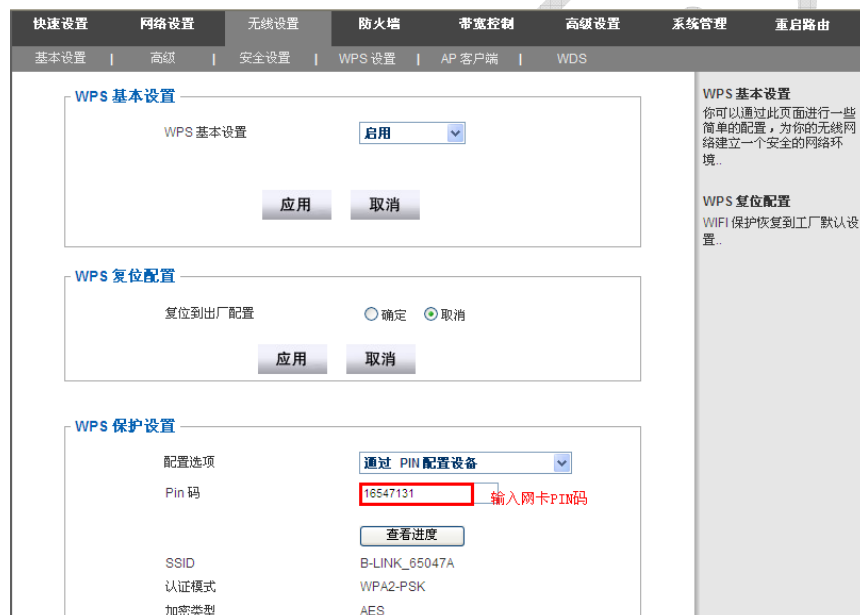 快速设置 网络设置 无线设置 防火墙 带宽控制 高级设置 系统管理 重启路由
基本设置 | 高级 | 安全设置 | WPS 设置 | AP 客户端 | WDS
WPS 基本设置
WPS 基本设置 启用
应用 取消
WPS 复位配置
复位到出厂配置 确定 取消
应用 取消
WPS 保护设置
配置选项 通过 PIN 配置设备
Pin 码 16547131 输入网卡PIN码
查看进度
SSID B-LINK_65047A
认证模式 WPA2-PSK
加密类型 AES
WPS 基本设置
你可以通过此页面进行一些
简单的配置，为你的无线网
络建立一个安全的网络环
境..
WPS 复位配置
WIFI 保护恢复到工厂默认设
置..